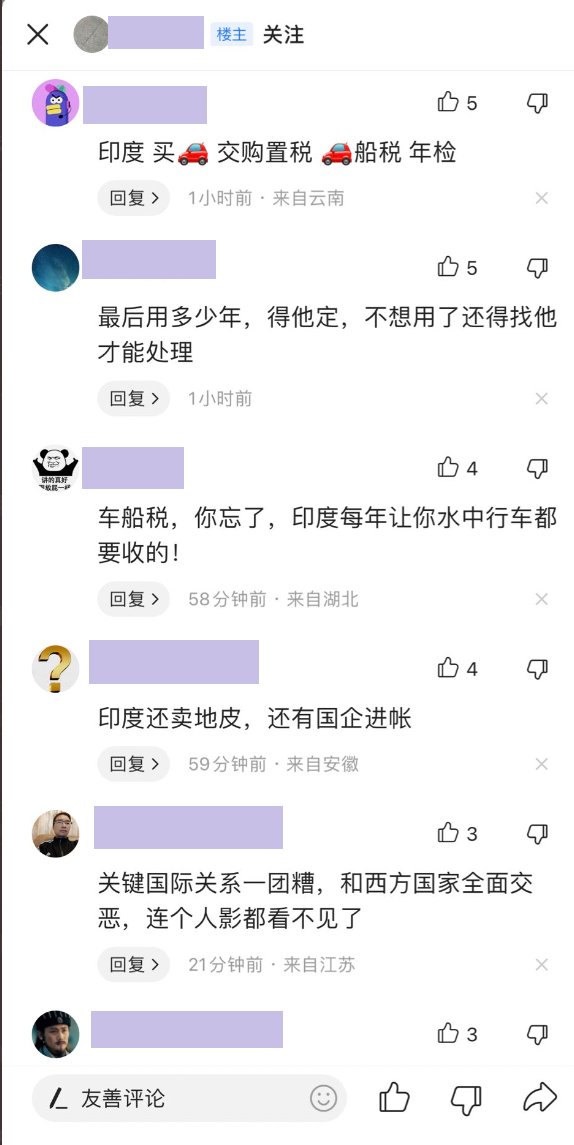 楼主 关注
5
印度 买🚗 交购置税 🚗船税 年检
回复 > 1小时前 · 来自云南
5
最后用多少年，得他定，不想用了还得找他
才能处理
回复 > 1小时前
讲的真好
4
车船税，你忘了，印度每年让你水中行车都
要收的！
回复 > 58分钟前 · 来自湖北
4
印度还卖地皮，还有国企进帐
回复 > 59分钟前 · 来自安徽
3
关键国际关系一团糟，和西方国家全面交
恶，连个人影都看不见了
回复 > 21分钟前 · 来自江苏
3
友善评论